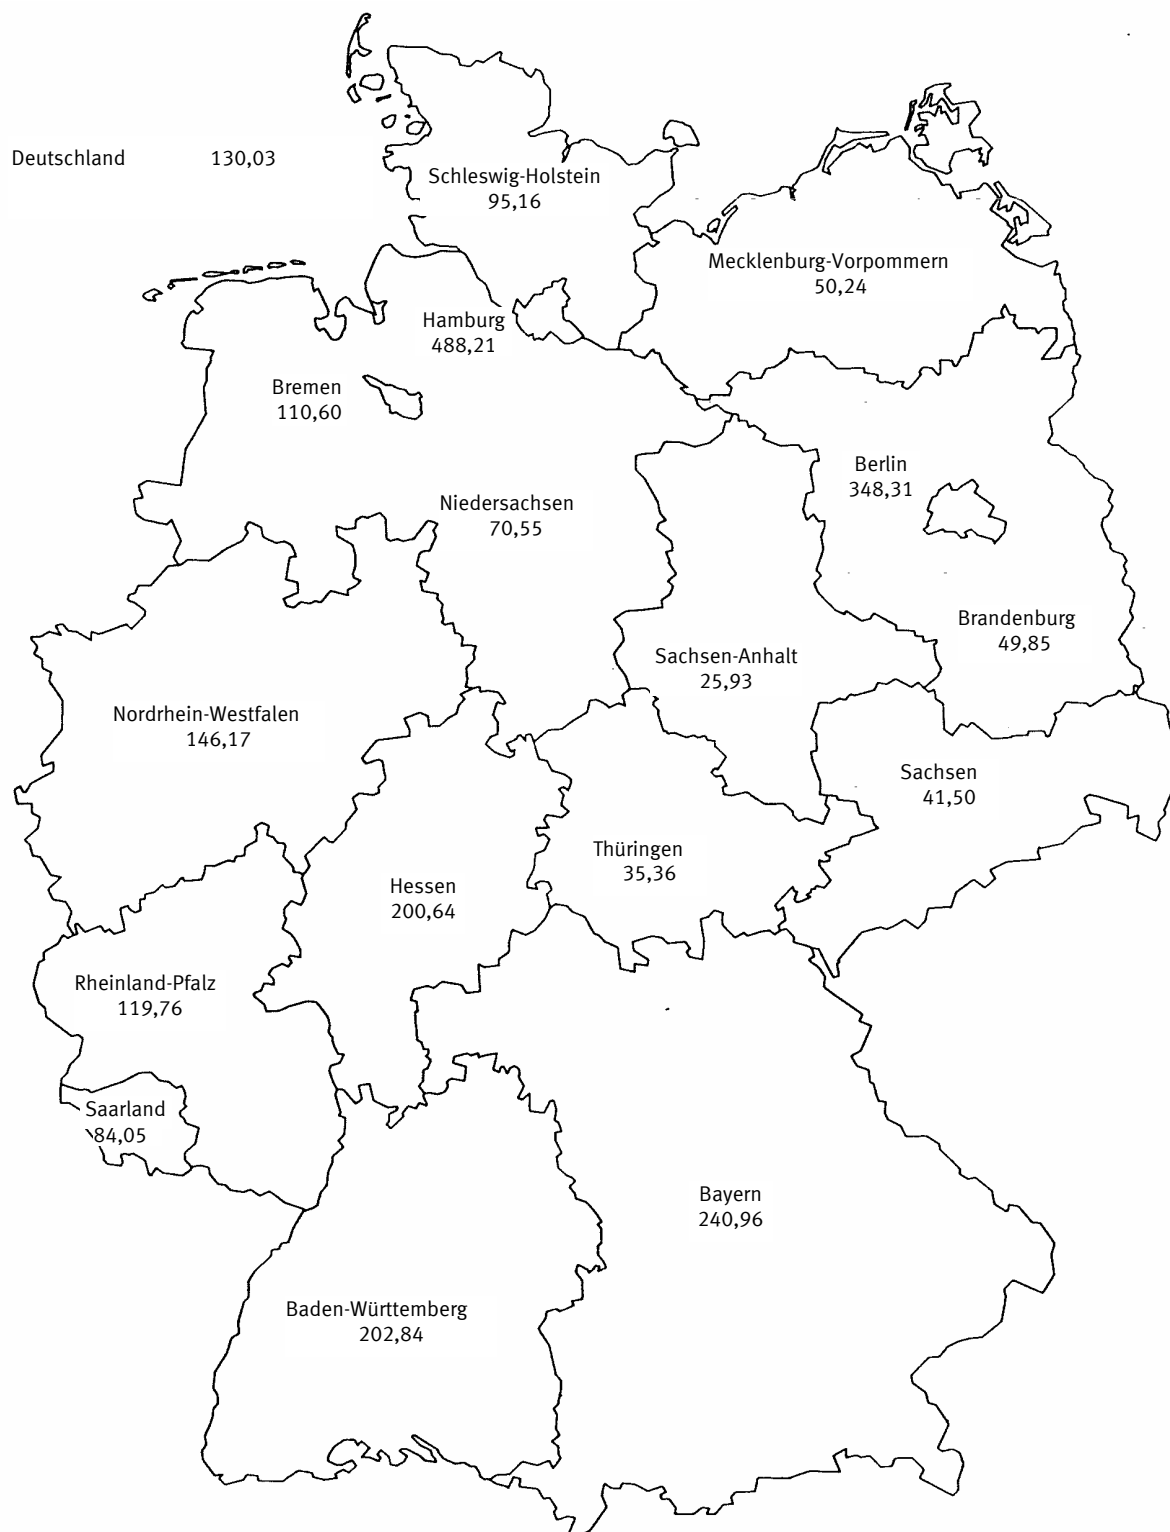 Deutschland 130,03
Schleswig-Holstein
95,16
Mecklenburg-Vorpommern
50,24
Hamburg
488,21
Bremen
110,60
Berlin
348,31
Niedersachsen
70,55
Brandenburg
49,85
Sachsen-Anhalt
25,93
Nordrhein-Westfalen
146,17
Sachsen
41,50
Thüringen
35,36
Hessen
200,64
Rheinland-Pfalz
119,76
Saarland
84,05
Bayern
240,96
Baden-Württemberg
202,84